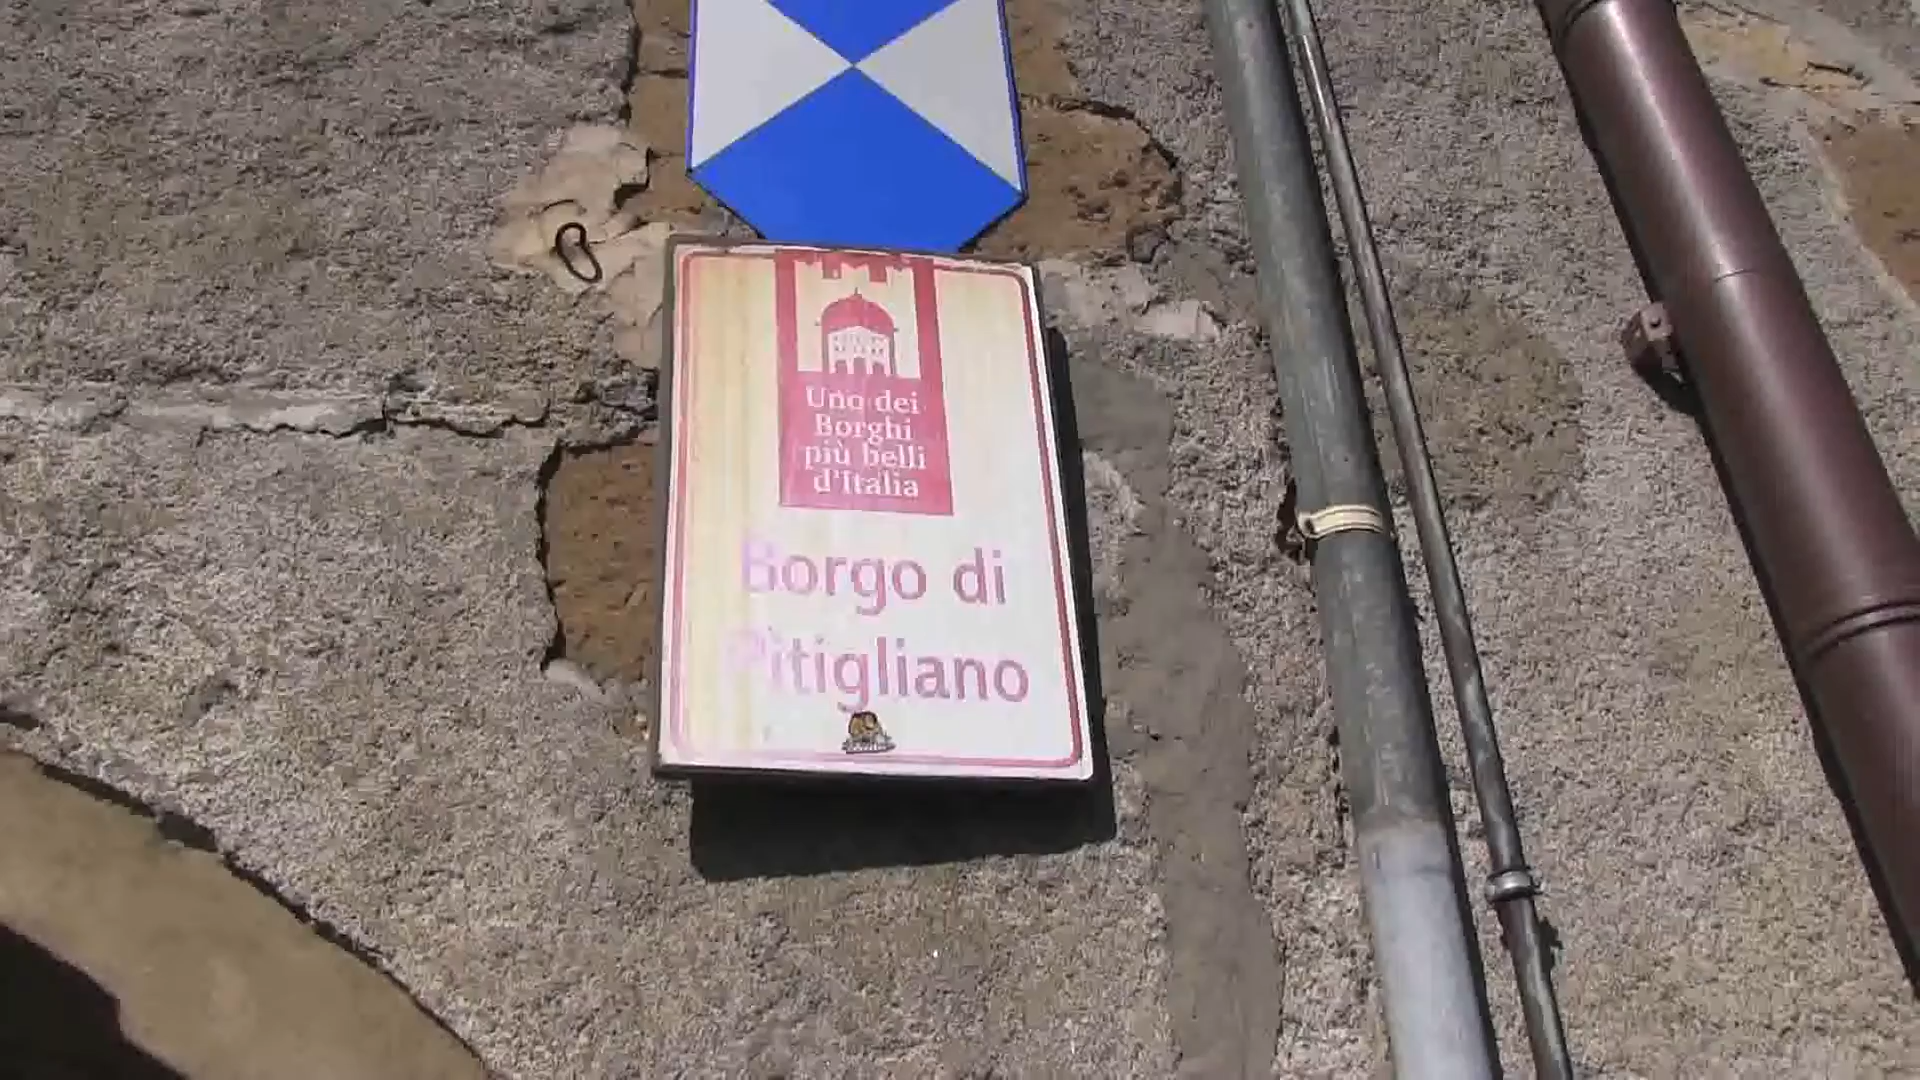 Uno dei
Borghi
più belli
d'Italia
Borgo di
Pitigliano